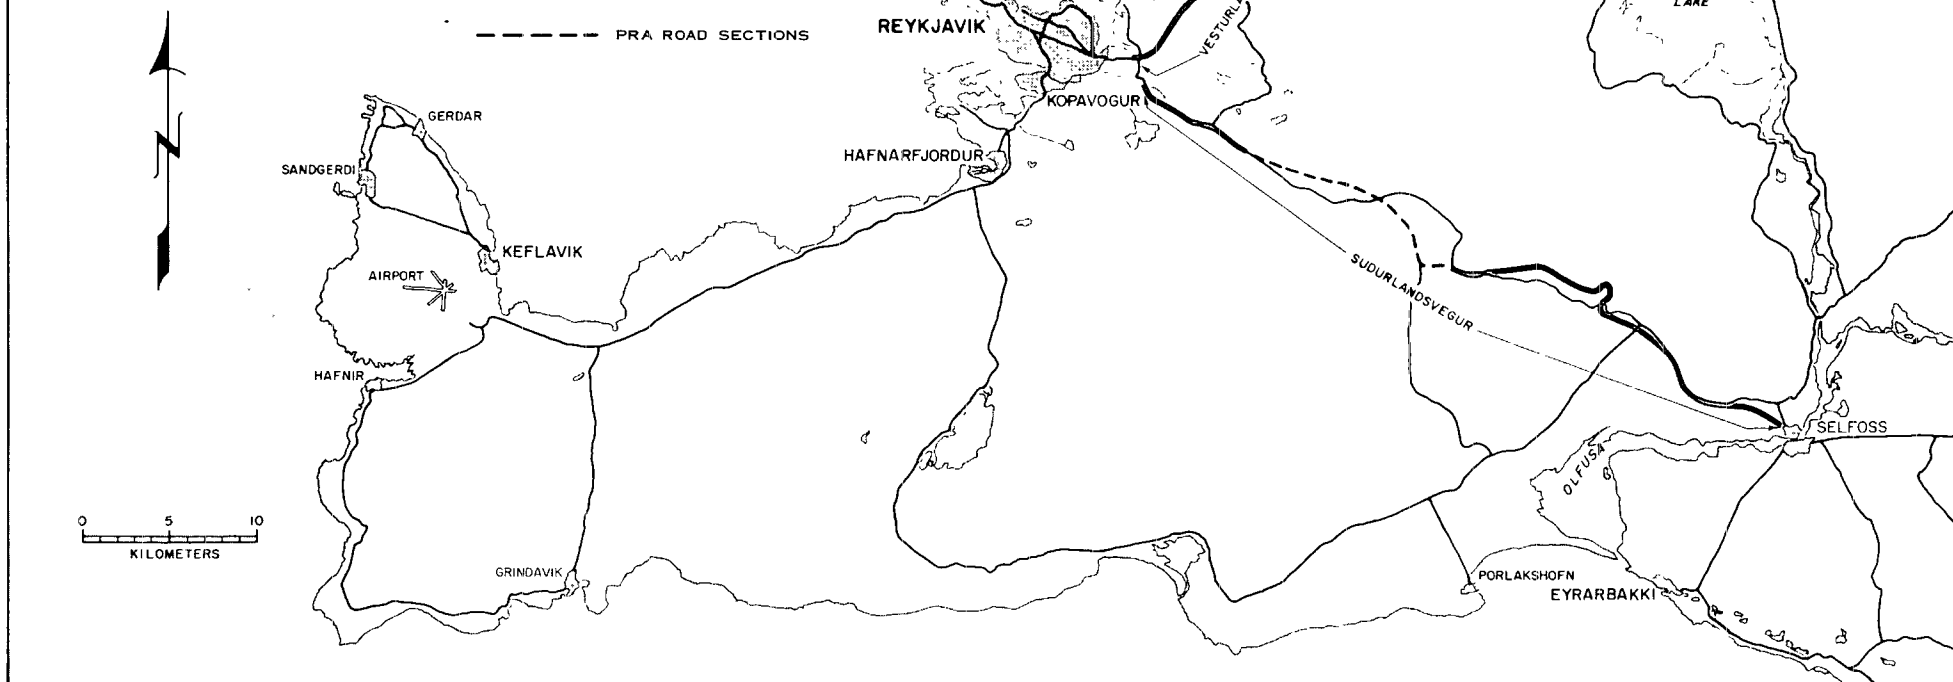 LAKE
REYKJAVIK
PRA ROAD SECTIONS
KOPAVOGUR
GERDAR
HAFNARFJORDUR
SANDGERDI
KEFLAVIK
AIRPORT
SUDURLANDSVEGUR
HAFNIR
SELFOSS
OLFUSA
0 5 10
KILOMETERS
GRINDAVIK
PORLAKSHOFN
EYRARBAKKI